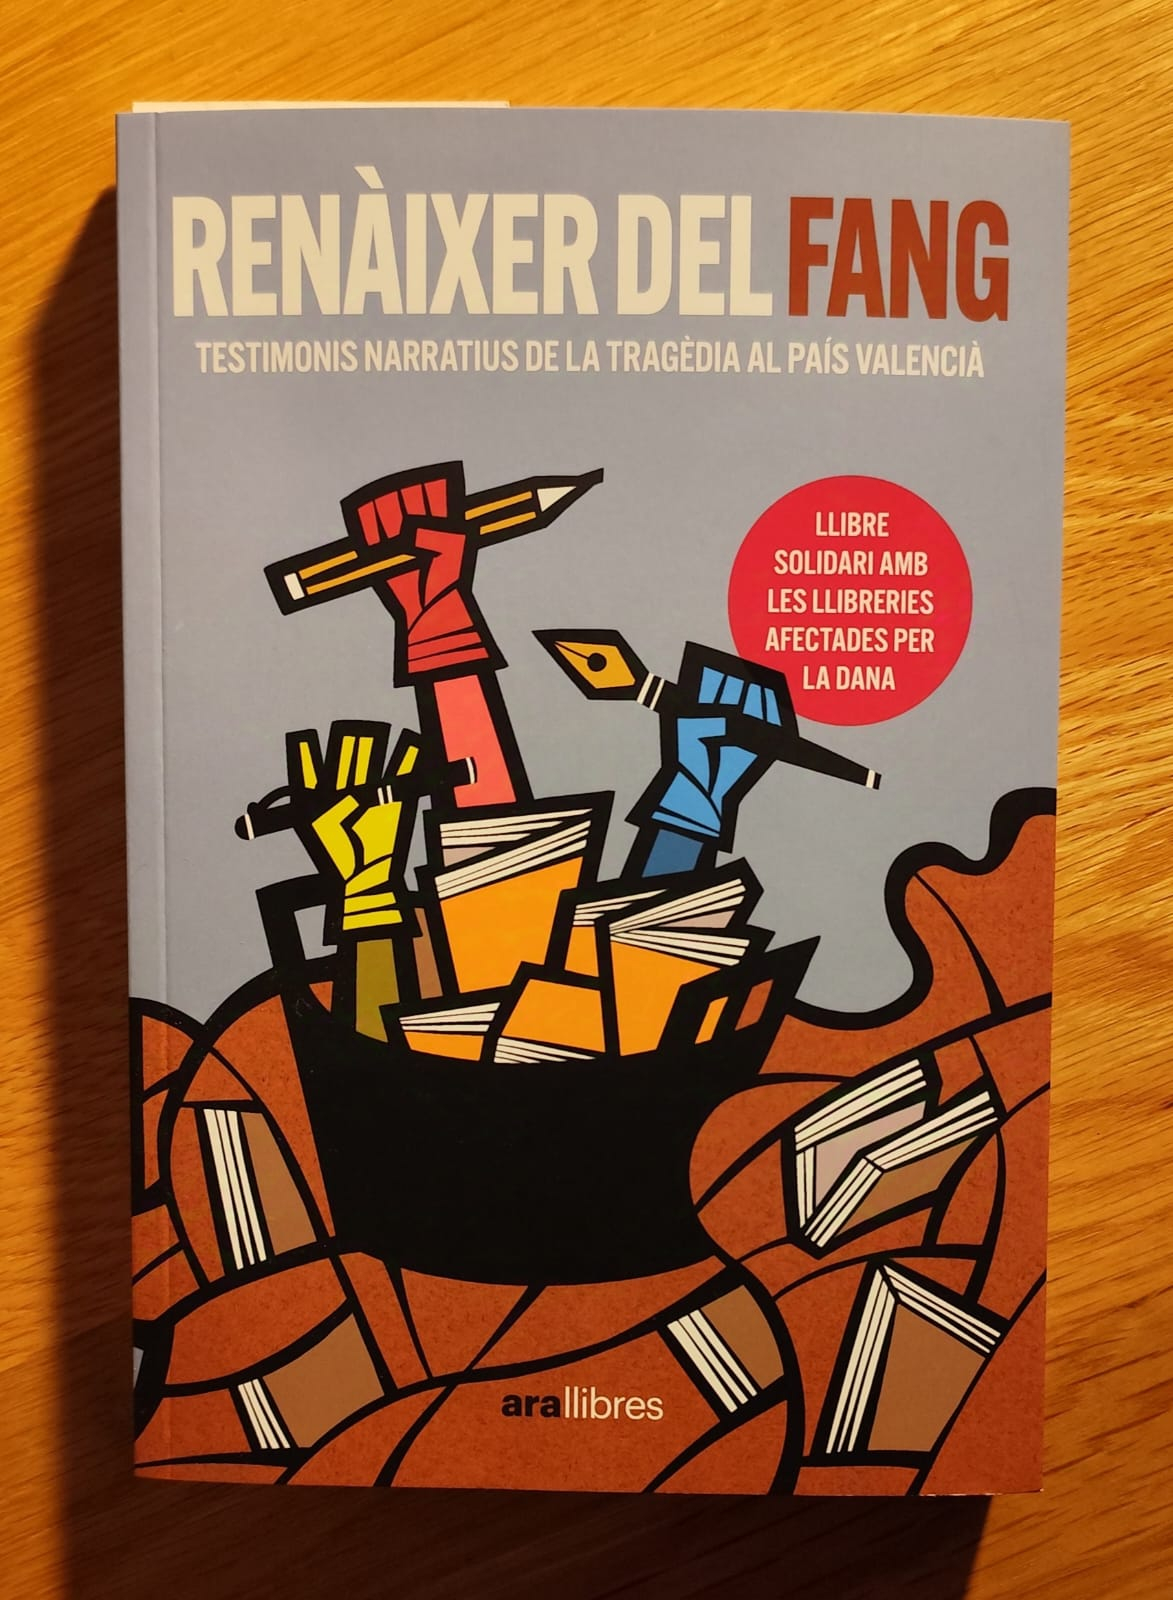 RENÀIXER DEL FANG
TESTIMONIS NARRATIUS DE LA TRAGÈDIA AL PAÍS VALENCIÀ
LLIBRE
SOLIDARI AMB
LES LLIBRERIES
AFECTADES PER
LA DANA
arallibres